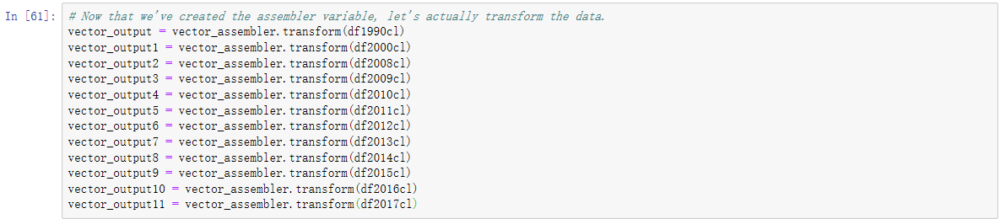 In [61]: # Now that we've created the assembler variable, let's actually transform the data.
vector_output = vector_assembler.transform(df1990cl)
vector_output1 = vector_assembler.transform(df2000cl)
vector_output2 = vector_assembler.transform(df2008cl)
vector_output3 = vector_assembler.transform(df2009cl)
vector_output4 = vector_assembler.transform(df2010cl)
vector_output5 = vector_assembler.transform(df2011cl)
vector_output6 = vector_assembler.transform(df2012cl)
vector_output7 = vector_assembler.transform(df2013cl)
vector_output8 = vector_assembler.transform(df2014cl)
vector_output9 = vector_assembler.transform(df2015cl)
vector_output10 = vector_assembler.transform(df2016cl)
vector_output11 = vector_assembler.transform(df2017cl)